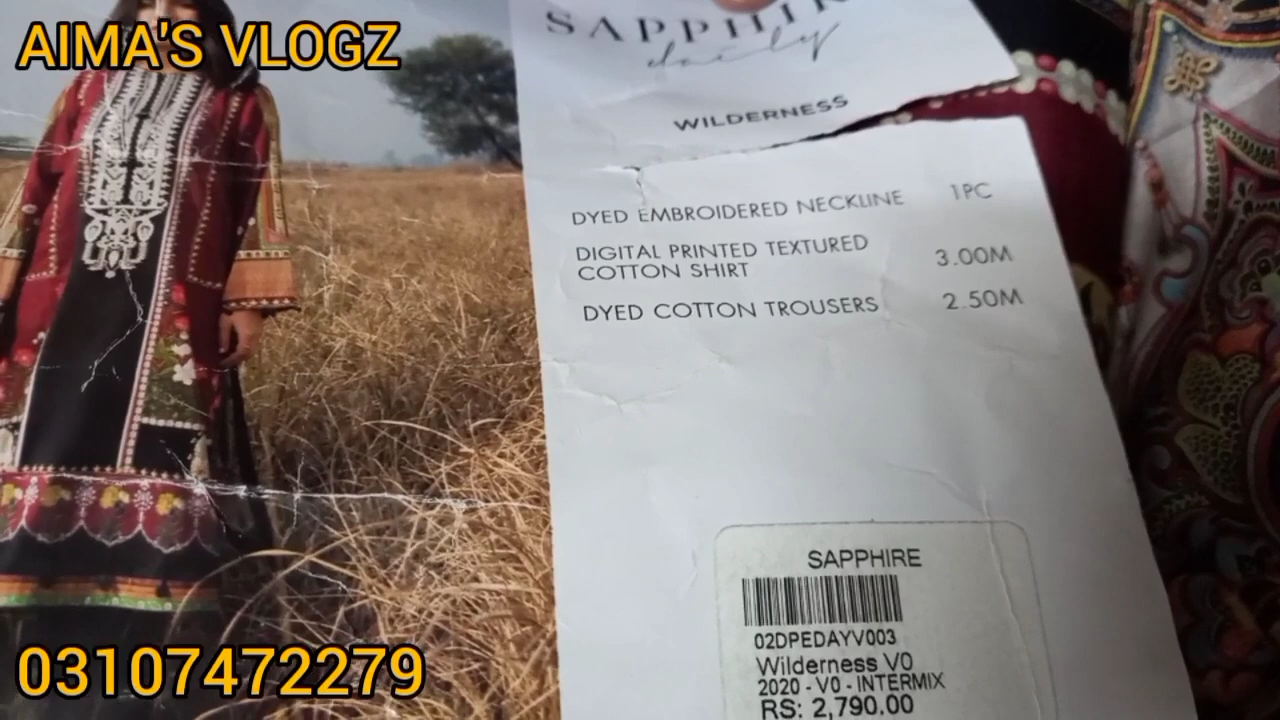 AIMA'S VLOGZ
SAPPHIR
daily
WILDERNESS
DYED EMBROIDERED NECKLINE 1PC
DIGITAL PRINTED TEXTURED
COTTON SHIRT 3.00M
DYED COTTON TROUSERS 2.50M
SAPPHIRE
02DPEDAYV003
Wilderness V0
2020 - V0 - INTERMIX
RS: 2,790.00
03107472279